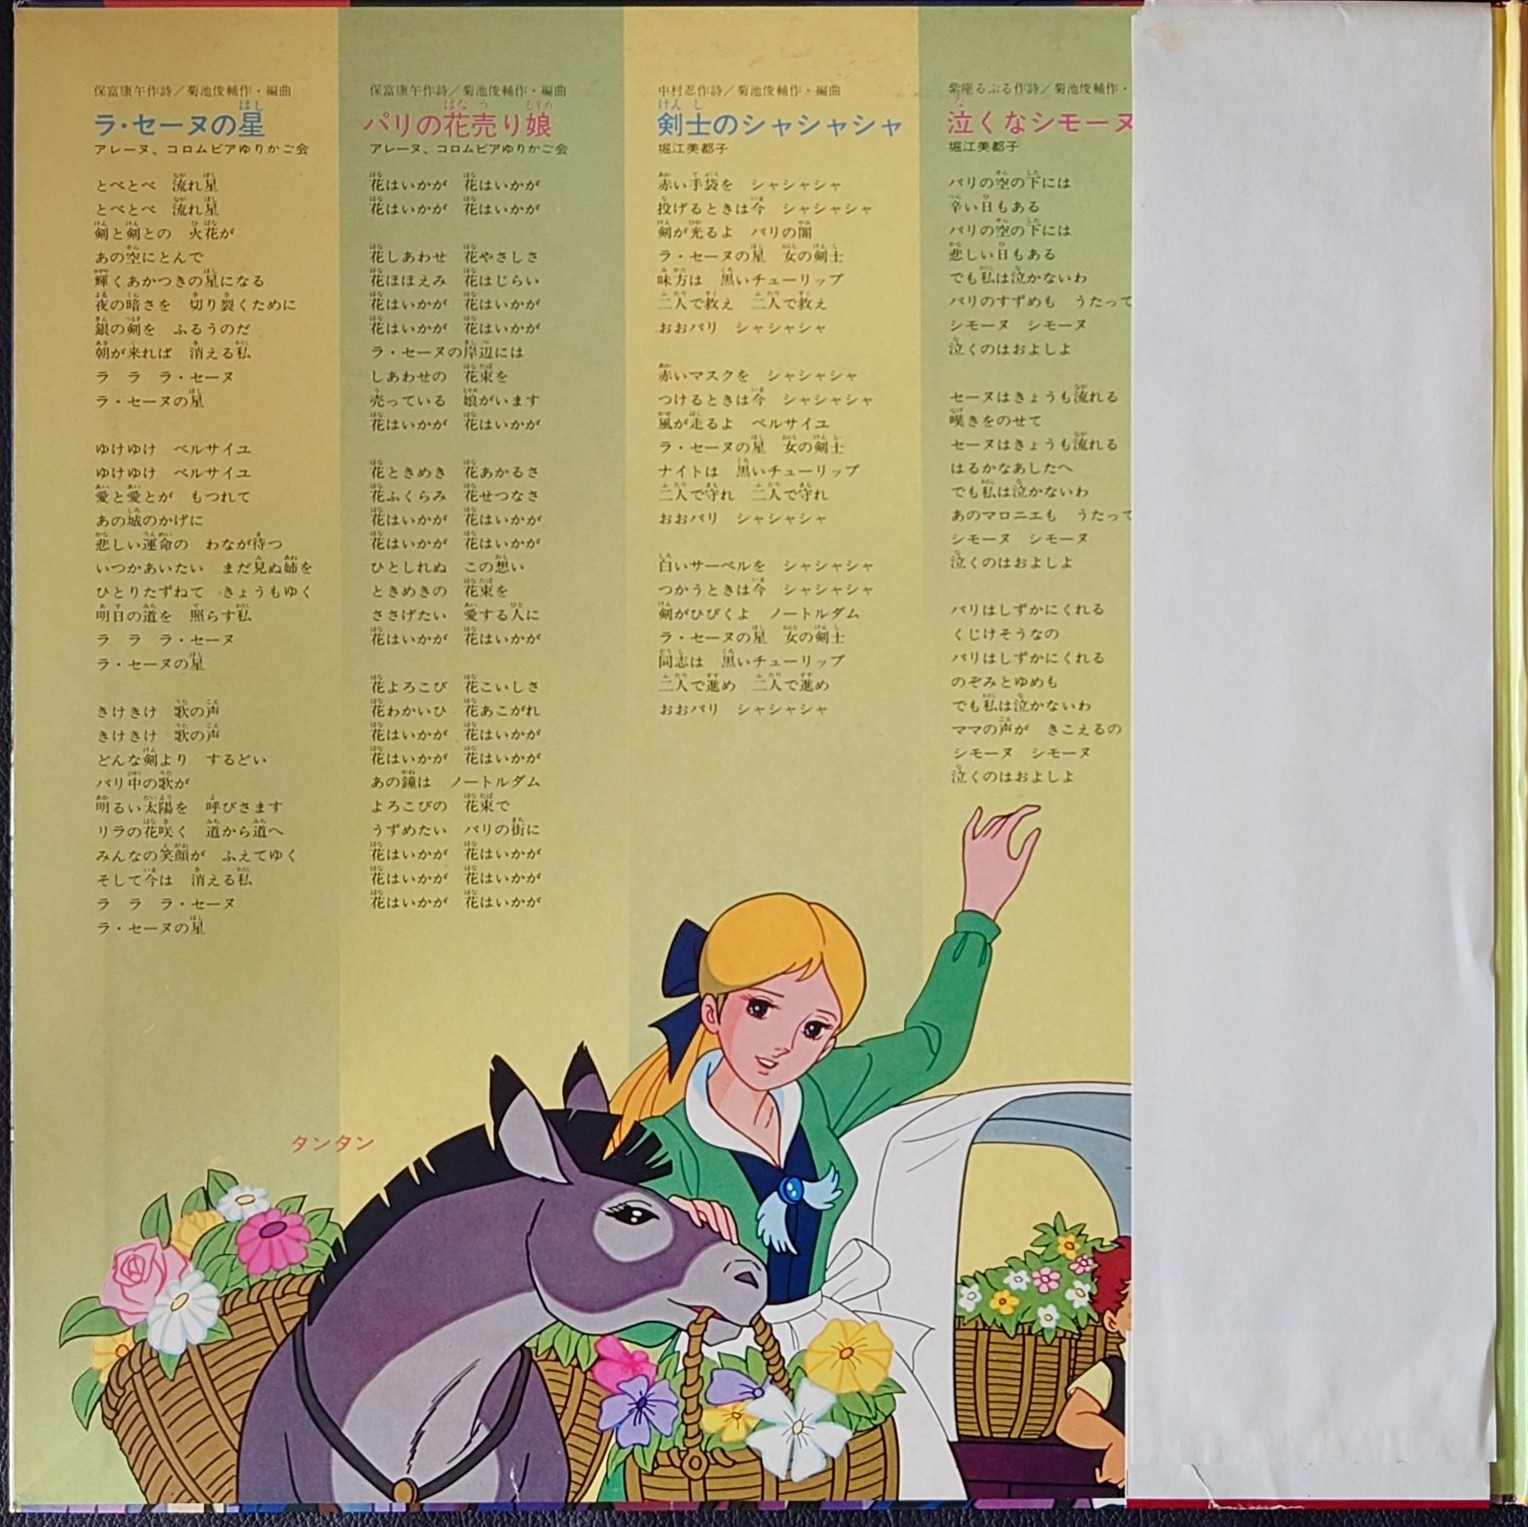 保富康午作詩／菊池俊輔作・編曲
ラ・セーヌの星
アレーヌ、コロムビアゆりかご会
とべとべ　流れ星
とべとべ　流れ星
剣と剣との　火花が
あの空にとんで
輝くあかつきの星になる
夜の暗さを　切り裂くために
銀の剣を　ふるうのだ
朝が来れば　消える私
ラ　ラ　ラ・セーヌ
ラ・セーヌの星
ゆけゆけ　ベルサイユ
ゆけゆけ　ベルサイユ
愛と愛とが　もつれて
あの城のかげに
悲しい運命の　わなが待つ
いつかあいたい　まだ見ぬ姉を
ひとりたずねて　きょうもゆく
明日の道を　照らす私
ラ　ラ　ラ・セーヌ
ラ・セーヌの星
きけきけ　歌の声
きけきけ　歌の声
どんな剣より　するどい
パリ中の歌が
明るい太陽を　呼びさます
リラの花咲く　道から道へ
みんなの笑顔が　ふえてゆく
そして今は　消える私
ラ　ラ　ラ・セーヌ
ラ・セーヌの星
保富康午作詩／菊池俊輔作・編曲
パリの花売り娘
アレーヌ、コロムビアゆりかご会
花はいかが　花はいかが
花はいかが　花はいかが
花しあわせ　花やさしさ
花ほほえみ　花はじらい
花はいかが　花はいかが
花はいかが　花はいかが
ラ・セーヌの岸辺には
しあわせの　花束を
売っている　娘がいます
花はいかが　花はいかが
花ときめき　花あかるさ
花ふくらみ　花せつなさ
花はいかが　花はいかが
花はいかが　花はいかが
ひとしれぬ　この想い
ときめきの　花束を
ささげたい　愛する人に
花はいかが　花はいかが
花よろこび　花こいしさ
花わかいひ　花あこがれ
花はいかが　花はいかが
花はいかが　花はいかが
あの鐘は　ノートルダム
よろこびの　花束で
うずめたい　パリの街に
花はいかが　花はいかが
花はいかが　花はいかが
花はいかが　花はいかが
中村忍作詩／菊池俊輔作・編曲
剣士のシャシャシャ
堀江美都子
赤い手袋を　シャシャシャ
投げるときは今　シャシャシャ
剣が光るよ　パリの闇
ラ・セーヌの星　女の剣士
味方は　黒いチューリップ
二人で救え　二人で救え
おおパリ　シャシャシャ
赤いマスクを　シャシャシャ
つけるときは今　シャシャシャ
風が走るよ　ベルサイユ
ラ・セーヌの星　女の剣士
ナイトは　黒いチューリップ
二人で守れ　二人で守れ
おおパリ　シャシャシャ
白いサーベルを　シャシャシャ
つかうときは今　シャシャシャ
剣がひびくよ　ノートルダム
ラ・セーヌの星　女の剣士
同志は　黒いチューリップ
二人で進め　二人で進め
おおパリ　シャシャシャ
紫座るぶる作詩／菊池俊輔作・
泣くなシモーヌ
堀江美都子
パリの空の下には
辛い日もある
パリの空の下には
悲しい日もある
でも私は泣かないわ
パリのすずめも　うたって
シモーヌ　シモーヌ
泣くのはおよしよ
セーヌはきょうも流れる
嘆きをのせて
セーヌはきょうも流れる
はるかなあしたへ
でも私は泣かないわ
あのマロニエも　うたって
シモーヌ　シモーヌ
泣くのはおよしよ
パリはしずかにくれる
くじけそうなの
パリはしずかにくれる
のぞみとゆめも
でも私は泣かないわ
ママの声が　きこえるの
シモーヌ　シモーヌ
泣くのはおよしよ
タンタン